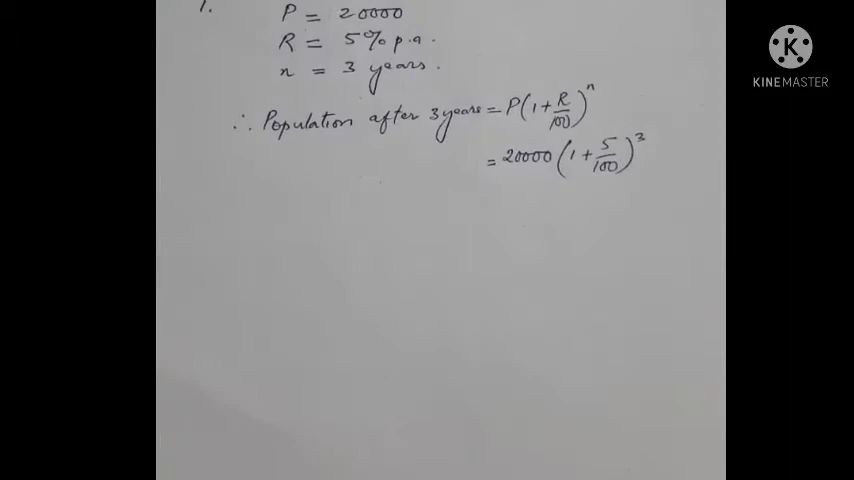 1.
P = 20000
R = 5% p.a.
n = 3 years.
∴ Population after 3 years = P(1 + R/100)^n
= 20000 (1 + 5/100)^3
K
KINEMASTER